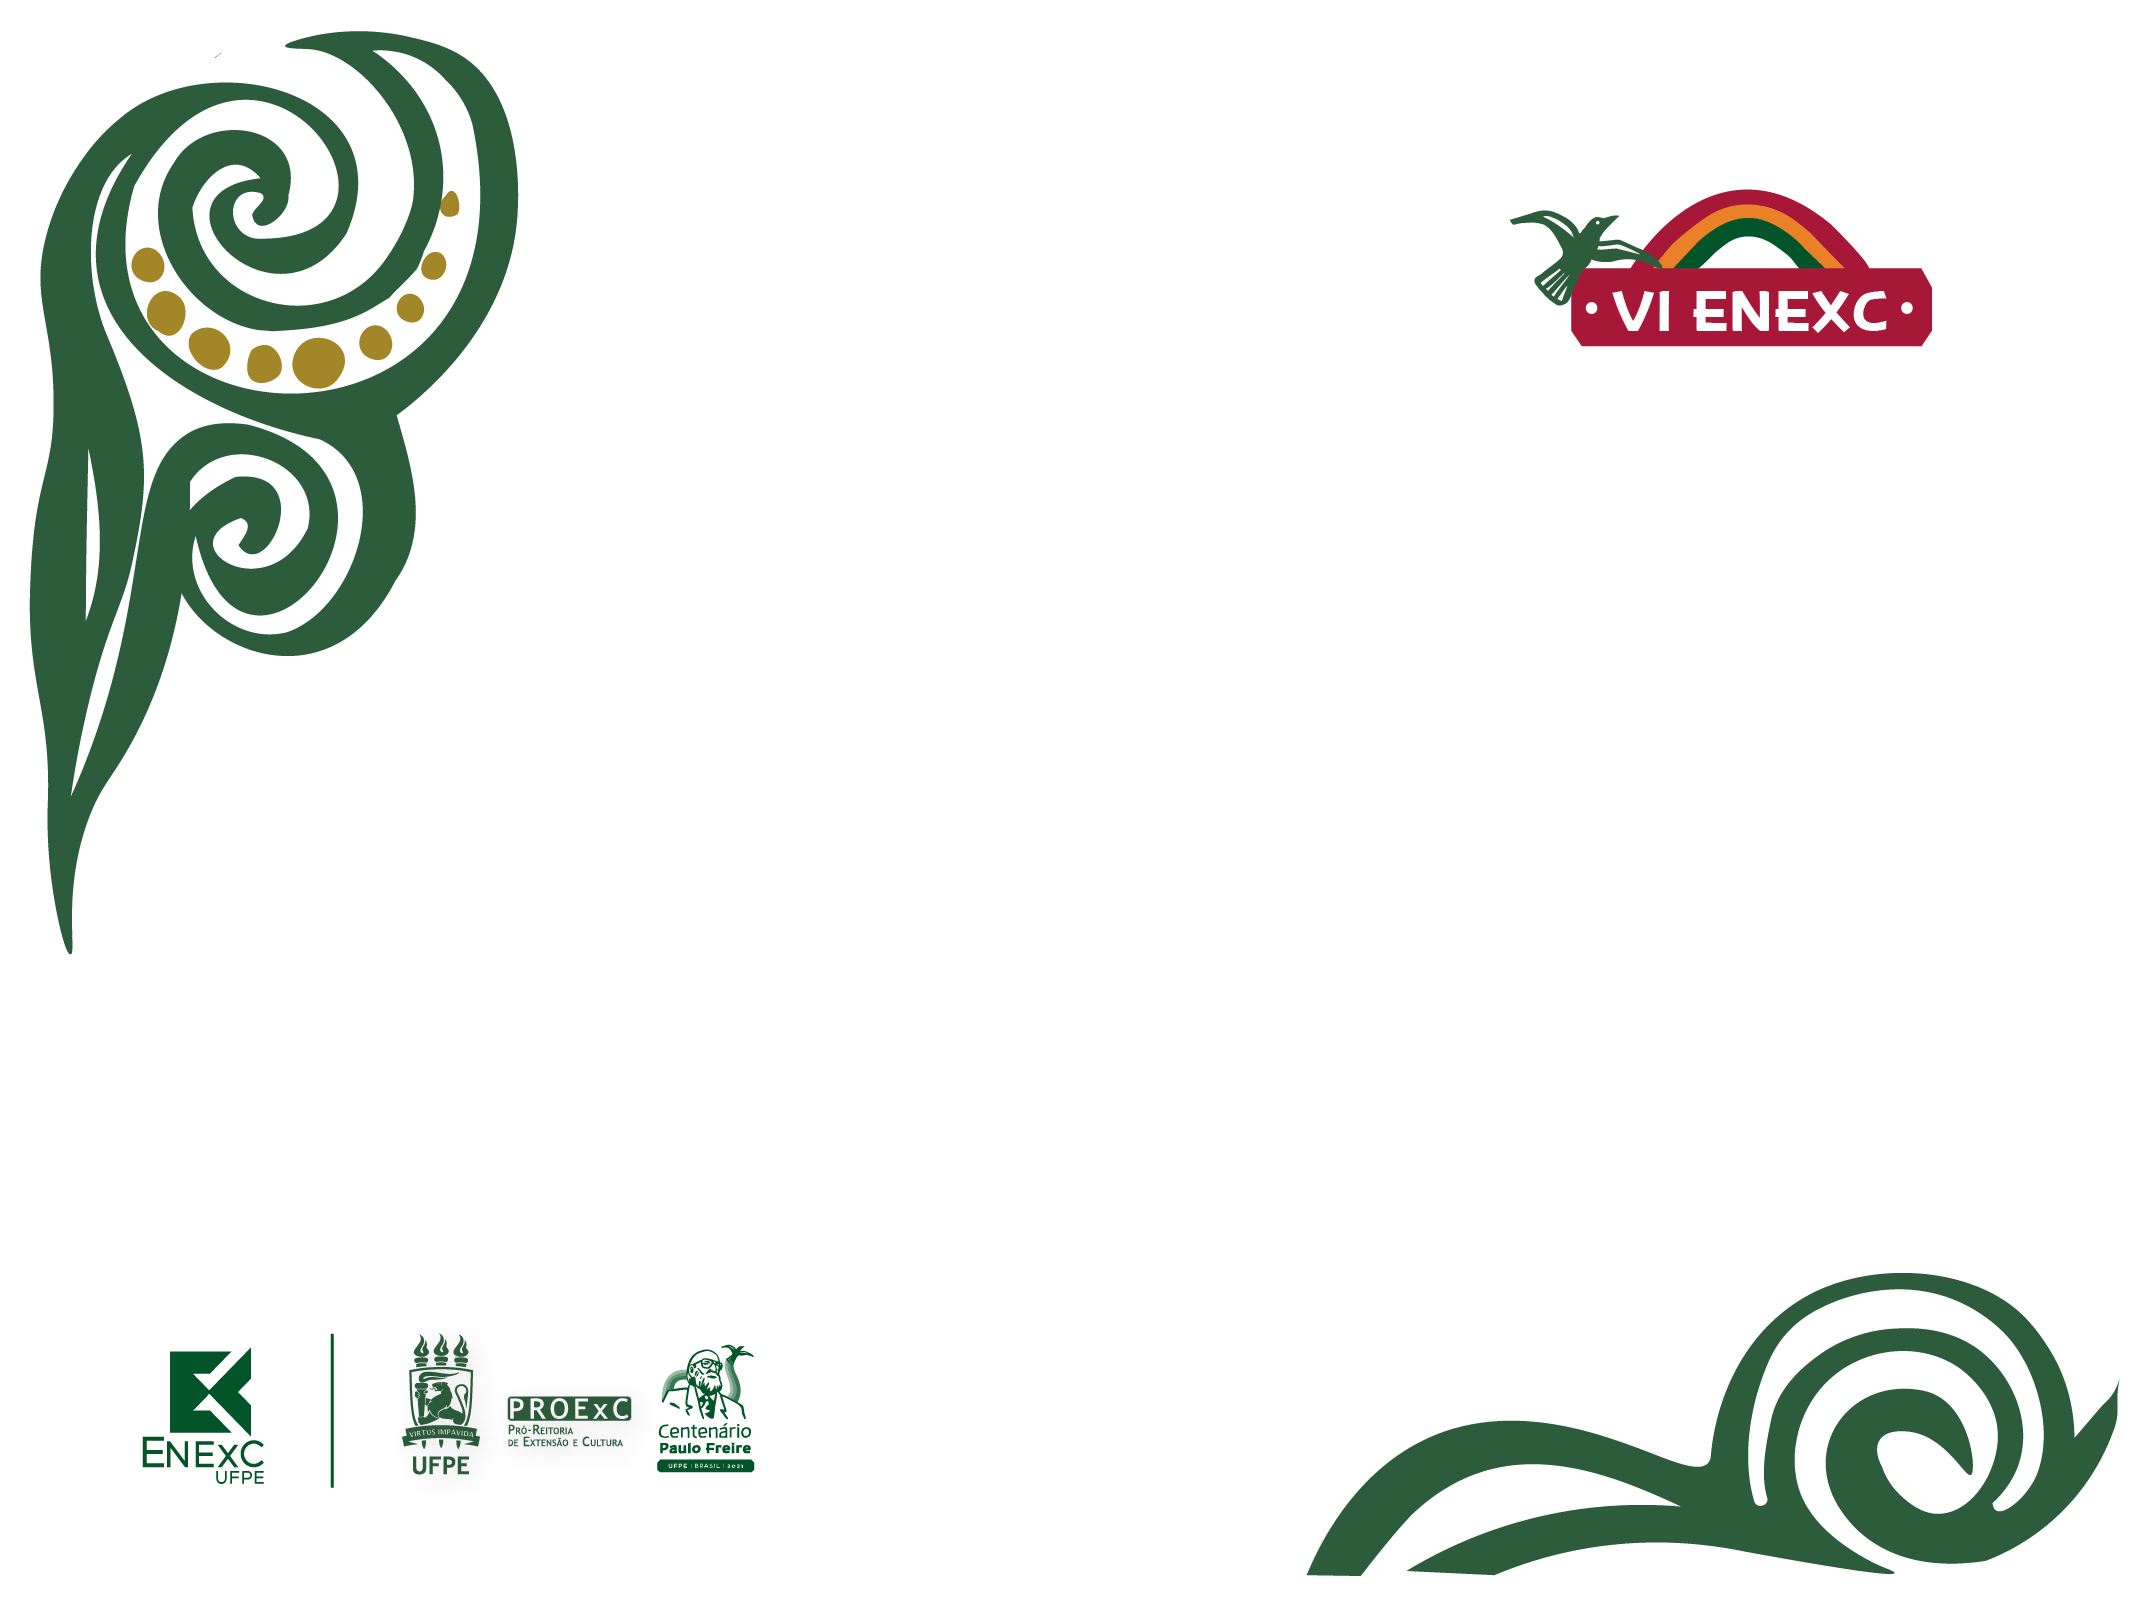 VI ENEXC
ENEXC
UFPE
VIRTUS IMPAVIDA
UFPE
PROEXC
PRÓ-REITORIA
DE EXTENSÃO E CULTURA
Centenário
Paulo Freire
UFPE | BRASIL | 2021